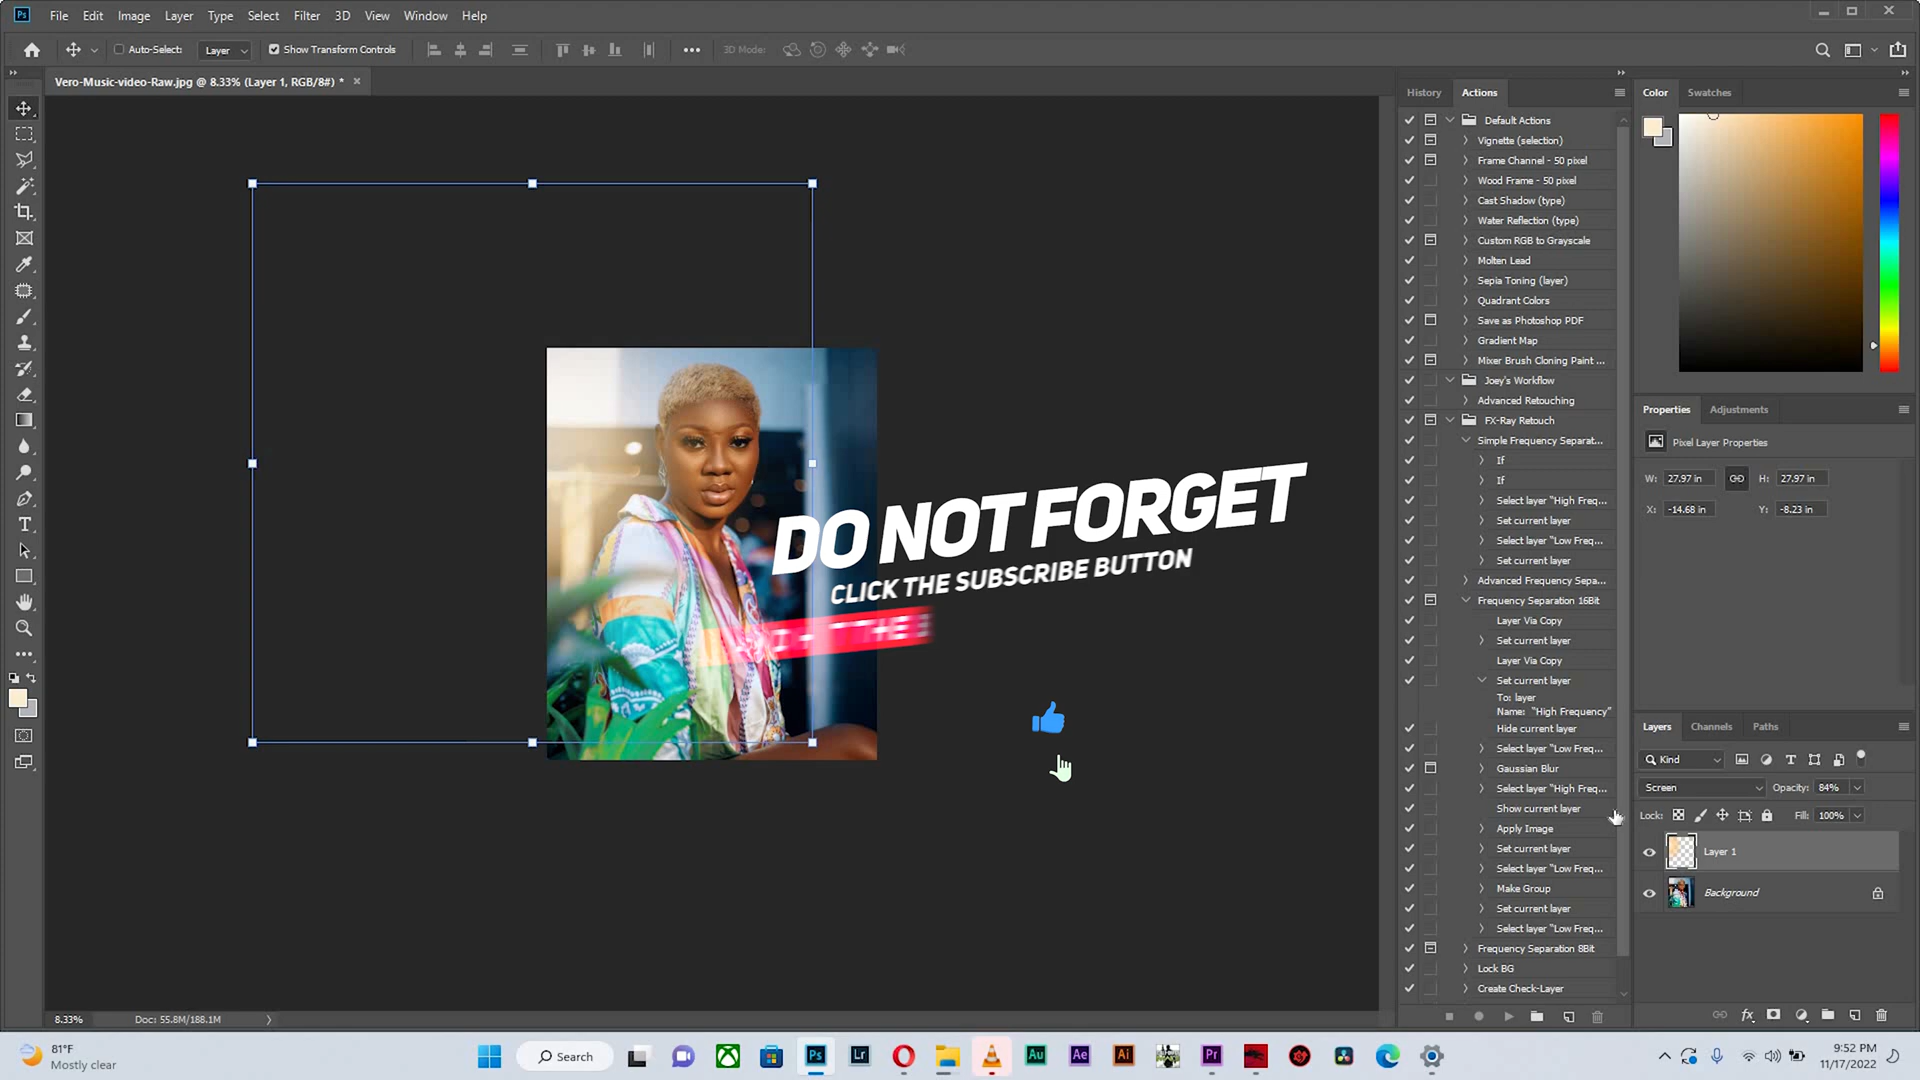 Ps File Edit Image Layer Type Select Filter 3D View Window Help
Auto-Select: Layer Show Transform Controls 3D Mode:
Vero-Music-video-Raw.jpg @ 8.33% (Layer 1, RGB/8#) *
DO NOT FORGET
CLICK THE SUBSCRIBE BUTTON
8.33% Doc: 55.8M/188.1M
History Actions
Default Actions
Vignette (selection)
Frame Channel - 50 pixel
Wood Frame - 50 pixel
Cast Shadow (type)
Water Reflection (type)
Custom RGB to Grayscale
Molten Lead
Sepia Toning (layer)
Quadrant Colors
Save as Photoshop PDF
Gradient Map
Mixer Brush Cloning Paint ...
Joey's Workflow
Advanced Retouching
FX-Ray Retouch
Simple Frequency Separat...
If
If
Select layer "High Freq...
Set current layer
Select layer "Low Freq...
Set current layer
Advanced Frequency Sepa...
Frequency Separation 16Bit
Layer Via Copy
Set current layer
Layer Via Copy
Set current layer
To: layer
Name: "High Frequency"
Hide current layer
Select layer "Low Freq...
Gaussian Blur
Select layer "High Freq...
Show current layer
Apply Image
Set current layer
Select layer "Low Freq...
Make Group
Set current layer
Select layer "Low Freq...
Frequency Separation 8Bit
Lock BG
Create Check-Layer
Color Swatches
Properties Adjustments
Pixel Layer Properties
W: 27.97 in H: 27.97 in
X: -14.68 in Y: -8.23 in
Layers Channels Paths
Kind
Screen Opacity: 84%
Lock: Fill: 100%
Layer 1
Background
81°F
Mostly clear
Search
Ps Lr Au Ae Ai Pr
9:52 PM
11/17/2022